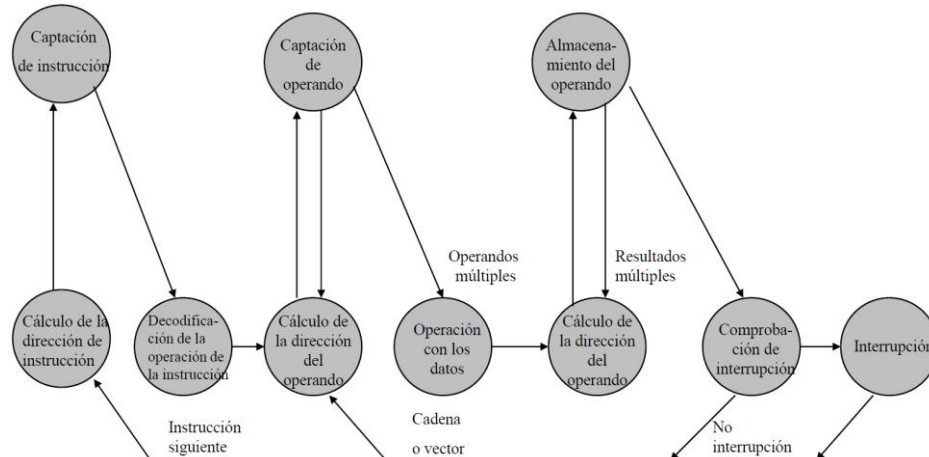 Captación
de instrucción
Captación
de
operando
Almacena-
miento del
operando
Operandos
múltiples
Resultados
múltiples
Cálculo de la
dirección de
instrucción
Decodific-
ación de la
operación de
la instrucción
Cálculo de
la dirección
del
operando
Operación
con los
datos
Cálculo de
la dirección
del
operando
Comproba-
ción de
interrupción
Interrupción
Instrucción
siguiente
Cadena
o vector
No
interrupción